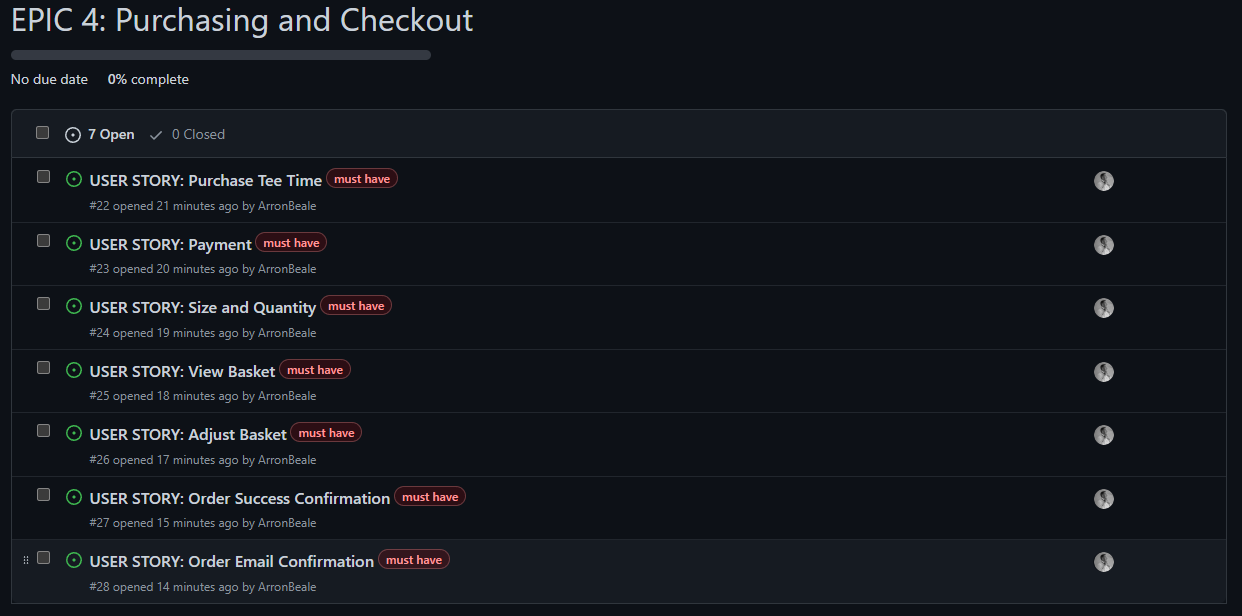 EPIC 4: Purchasing and Checkout
No due date 0% complete
7 Open 0 Closed
USER STORY: Purchase Tee Time must have
#22 opened 21 minutes ago by ArronBeale
USER STORY: Payment must have
#23 opened 20 minutes ago by ArronBeale
USER STORY: Size and Quantity must have
#24 opened 19 minutes ago by ArronBeale
USER STORY: View Basket must have
#25 opened 18 minutes ago by ArronBeale
USER STORY: Adjust Basket must have
#26 opened 17 minutes ago by ArronBeale
USER STORY: Order Success Confirmation must have
#27 opened 15 minutes ago by ArronBeale
USER STORY: Order Email Confirmation must have
#28 opened 14 minutes ago by ArronBeale